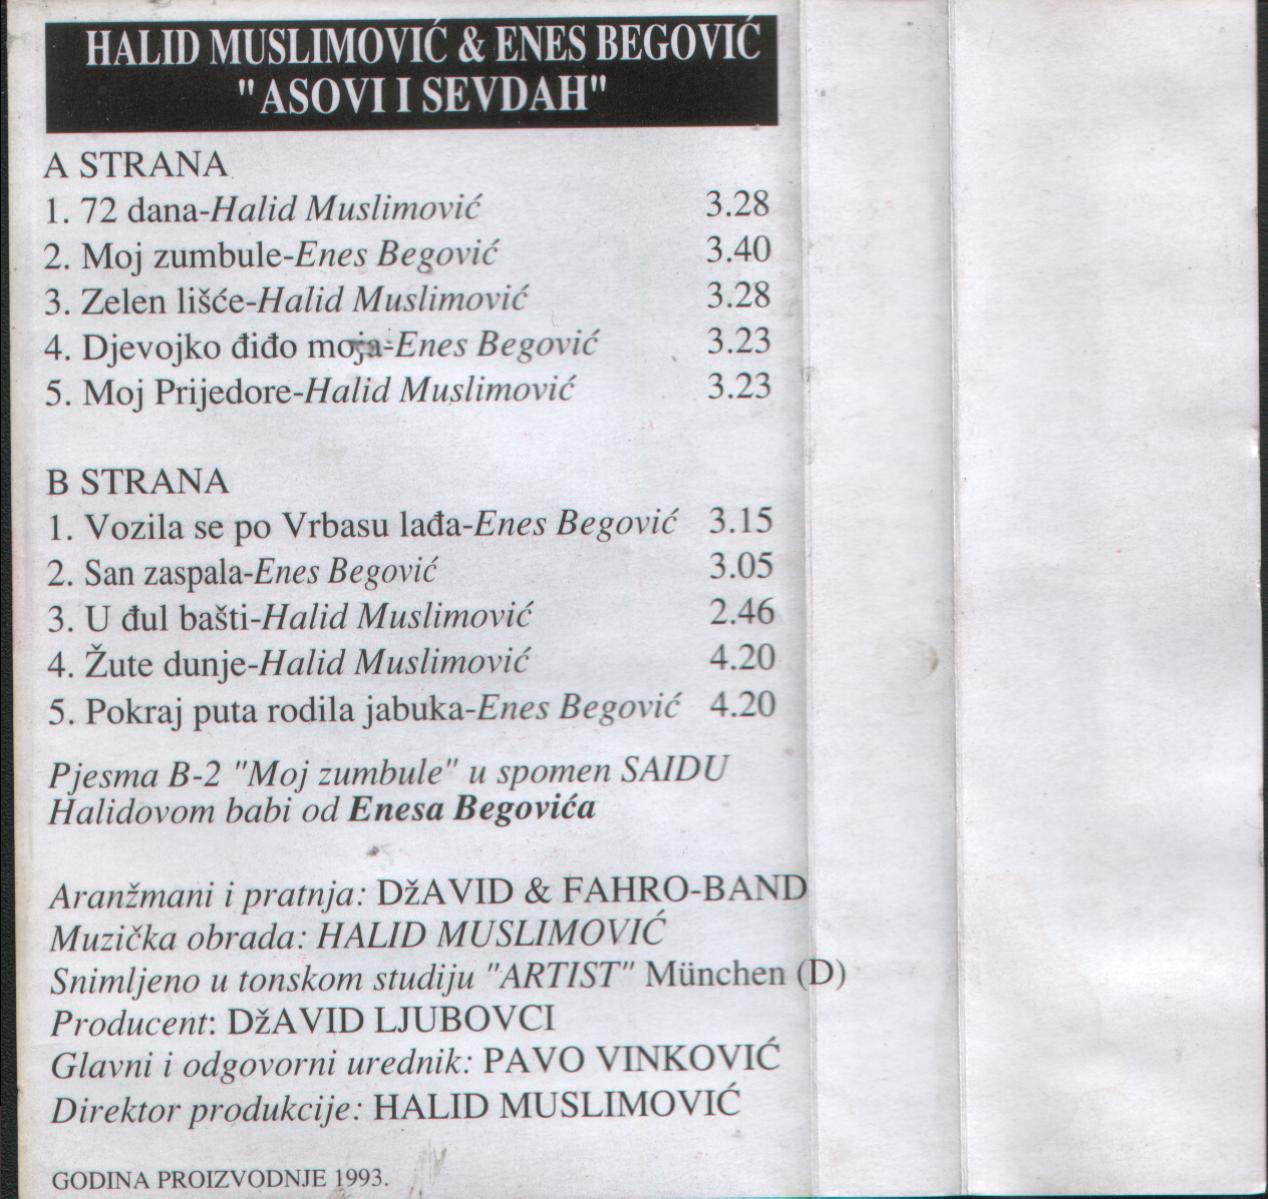 HALID MUSLIMOVIĆ & ENES BEGOVIĆ
"ASOVI I SEVDAH"
A STRANA
1. 72 dana-Halid Muslimović 3.28
2. Moj zumbule-Enes Begović 3.40
3. Zelen lišće-Halid Muslimović 3.28
4. Djevojko điđo moja-Enes Begović 3.23
5. Moj Prijedore-Halid Muslimović 3.23
B STRANA
1. Vozila se po Vrbasu lađa-Enes Begović 3.15
2. San zaspala-Enes Begović 3.05
3. U đul bašti-Halid Muslimović 2.46
4. Žute dunje-Halid Muslimović 4.20
5. Pokraj puta rodila jabuka-Enes Begović 4.20
Pjesma B-2 "Moj zumbule" u spomen SAIDU
Halidovom babi od Enesa Begovića
Aranžmani i pratnja: DžAVID & FAHRO-BAND
Muzička obrada: HALID MUSLIMOVIĆ
Snimljeno u tonskom studiju "ARTIST" München (D)
Producent: DžAVID LJUBOVCI
Glavni i odgovorni urednik: PAVO VINKOVIĆ
Direktor produkcije: HALID MUSLIMOVIĆ
GODINA PROIZVODNJE 1993.